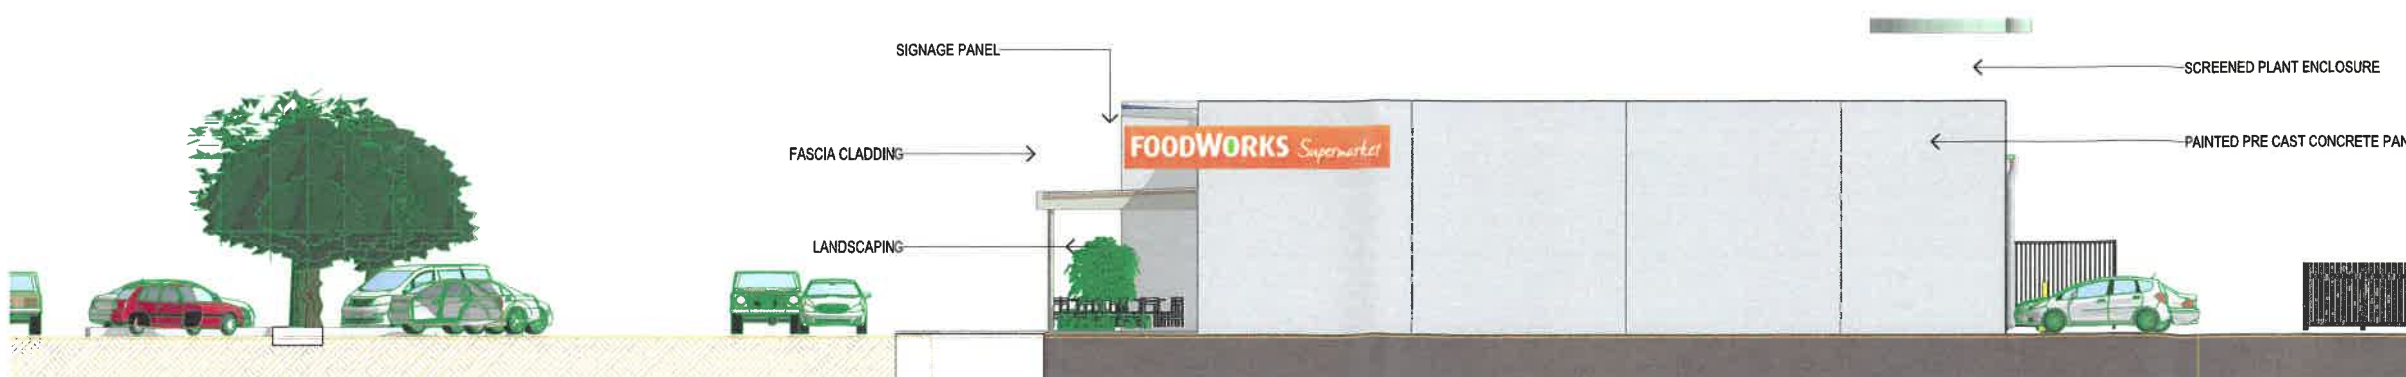 SIGNAGE PANEL
SCREENED PLANT ENCLOSURE
FASCIA CLADDING
FOODWORKS Supermarket
PAINTED PRE CAST CONCRETE PAN
LANDSCAPING